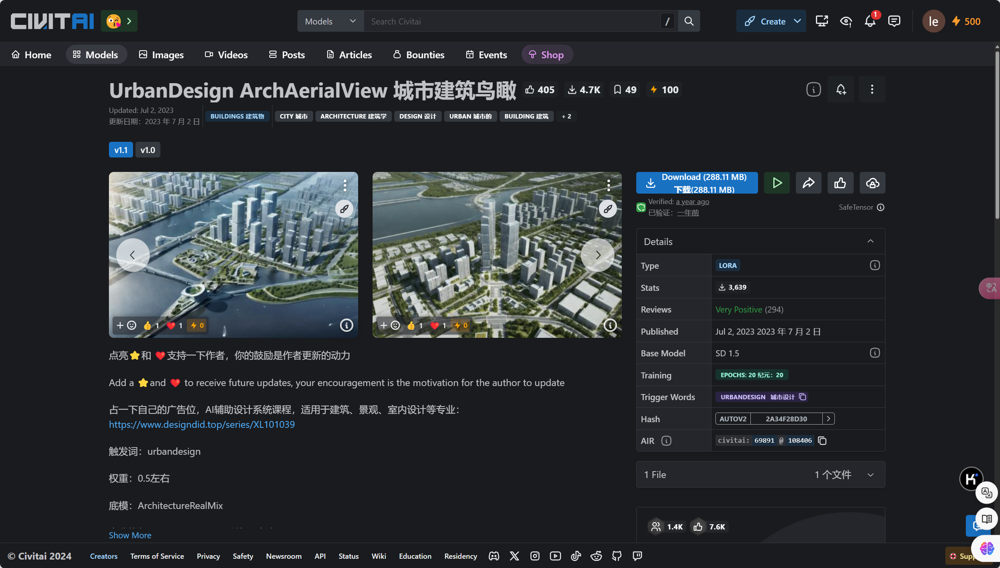 CIVITAI
Models
Search Civitai
/
Create
1
le
500
Home
Models
Images
Videos
Posts
Articles
Bounties
Events
Shop
UrbanDesign ArchAerialView 城市建筑鸟瞰
405
4.7K
49
100
Updated: Jul 2, 2023
更新日期：2023 年 7 月 2 日
BUILDINGS 建筑物
CITY 城市
ARCHITECTURE 建筑学
DESIGN 设计
URBAN 城市的
BUILDING 建筑
+ 2
v1.1
v1.0
1
1
0
1
1
0
Download (288.11 MB)
下载(288.11 MB)
Verified: a year ago
已验证：一年前
SafeTensor
Details
Type
LORA
Stats
3,639
Reviews
Very Positive (294)
Published
Jul 2, 2023 2023 年 7 月 2 日
Base Model
SD 1.5
Training
EPOCHS: 20 纪元：20
Trigger Words
URBANDESIGN 城市设计
Hash
AUTOV2
2A34F28D30
AIR
civitai: 69891 @ 108406
1 File
1 个文件
1.4K
7.6K
点亮⭐和 ❤️支持一下作者，你的鼓励是作者更新的动力
Add a ⭐and ❤️ to receive future updates, your encouragement is the motivation for the author to update
占一下自己的广告位，AI辅助设计系统课程，适用于建筑、景观、室内设计等专业：
https://www.designdid.top/series/XL101039
触发词：urbandesign
权重：0.5左右
底模：ArchitectureRealMix
Show More
© Civitai 2024
Creators
Terms of Service
Privacy
Safety
Newsroom
API
Status
Wiki
Education
Residency